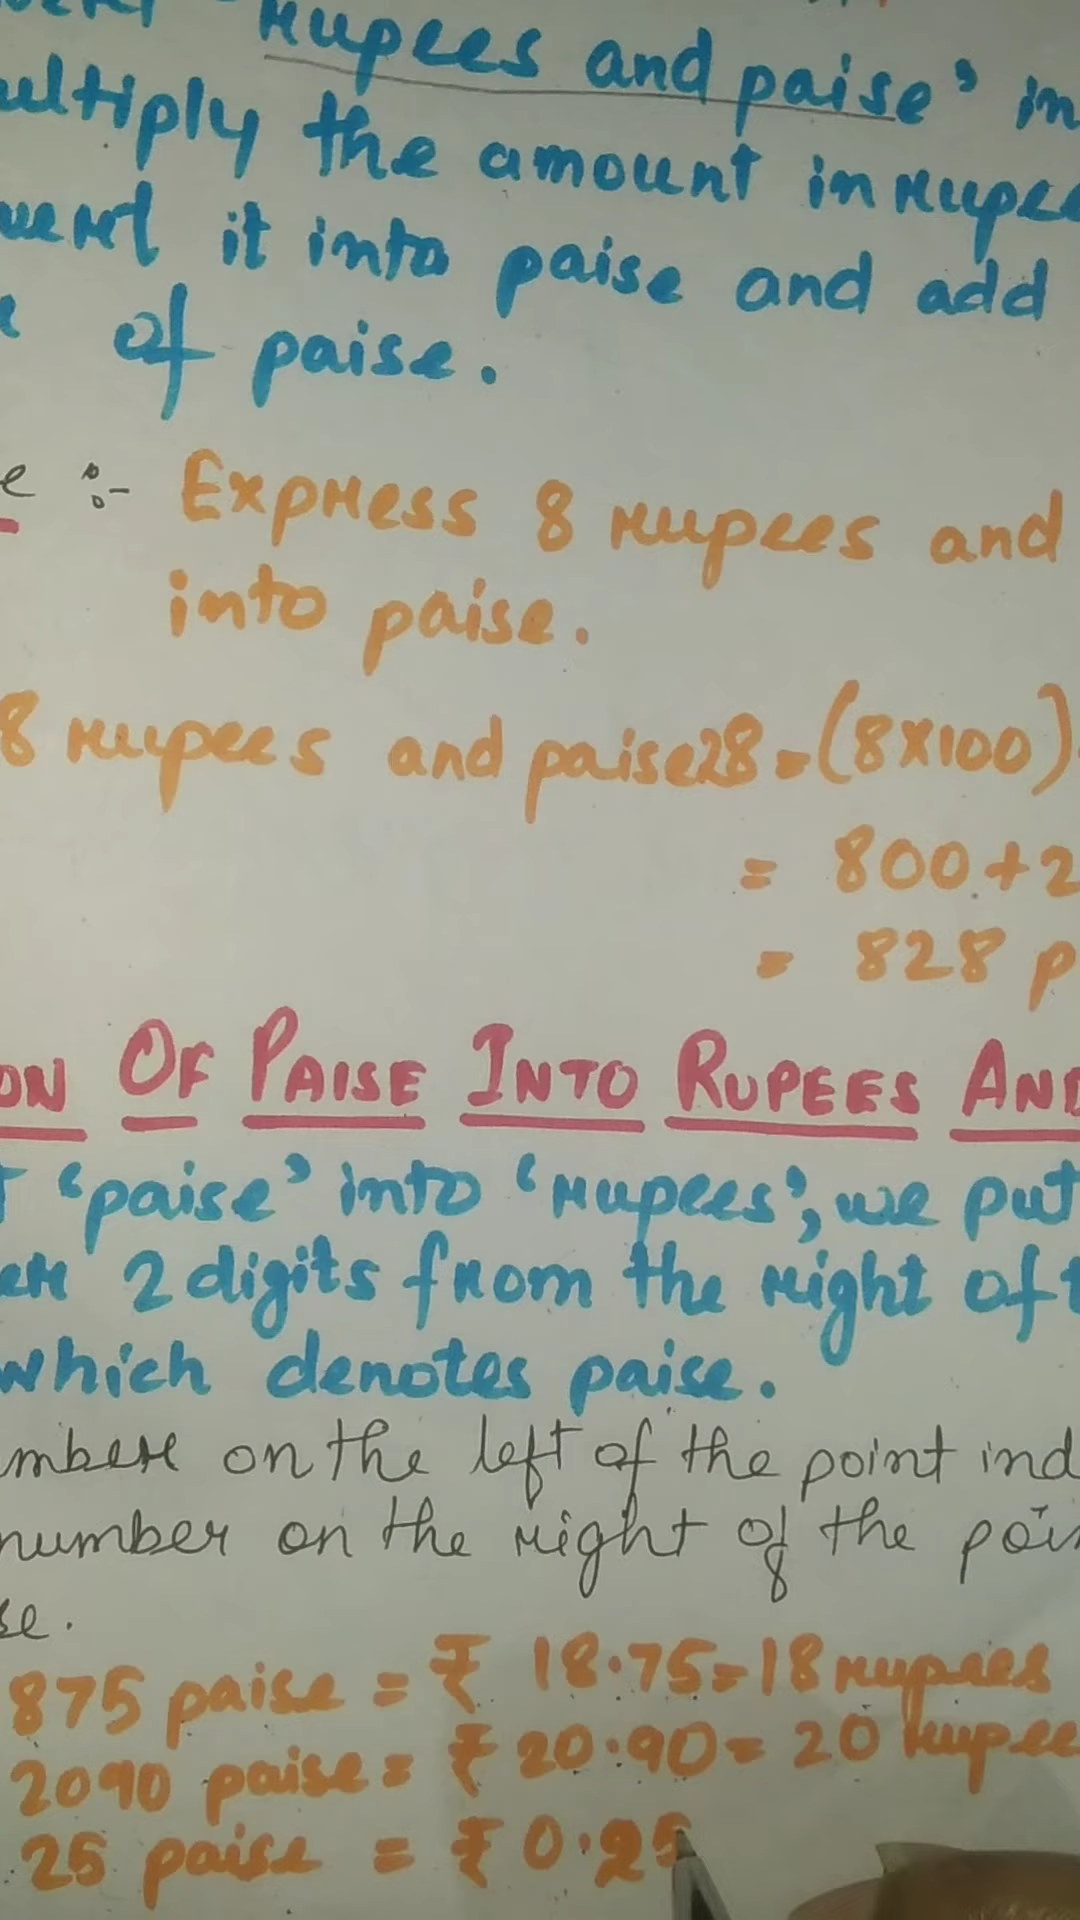 Rupees and paise' in
ultiply the amount in rupee
vert it into paise and add
of paise.
e :- Express 8 rupees and
into paise.
8 rupees and paise28=(8x100)
= 800+2
= 828 p
ON OF PAISE INTO RUPEES AND
'paise' into 'rupees', we put
2 digits from the right of t
which denotes paise.
mber on the left of the point ind
number on the right of the poin
se.
875 paise = ₹ 18.75=18 rupees
2090 paise= ₹ 20.90= 20 rupee
25 paise = ₹ 0.25